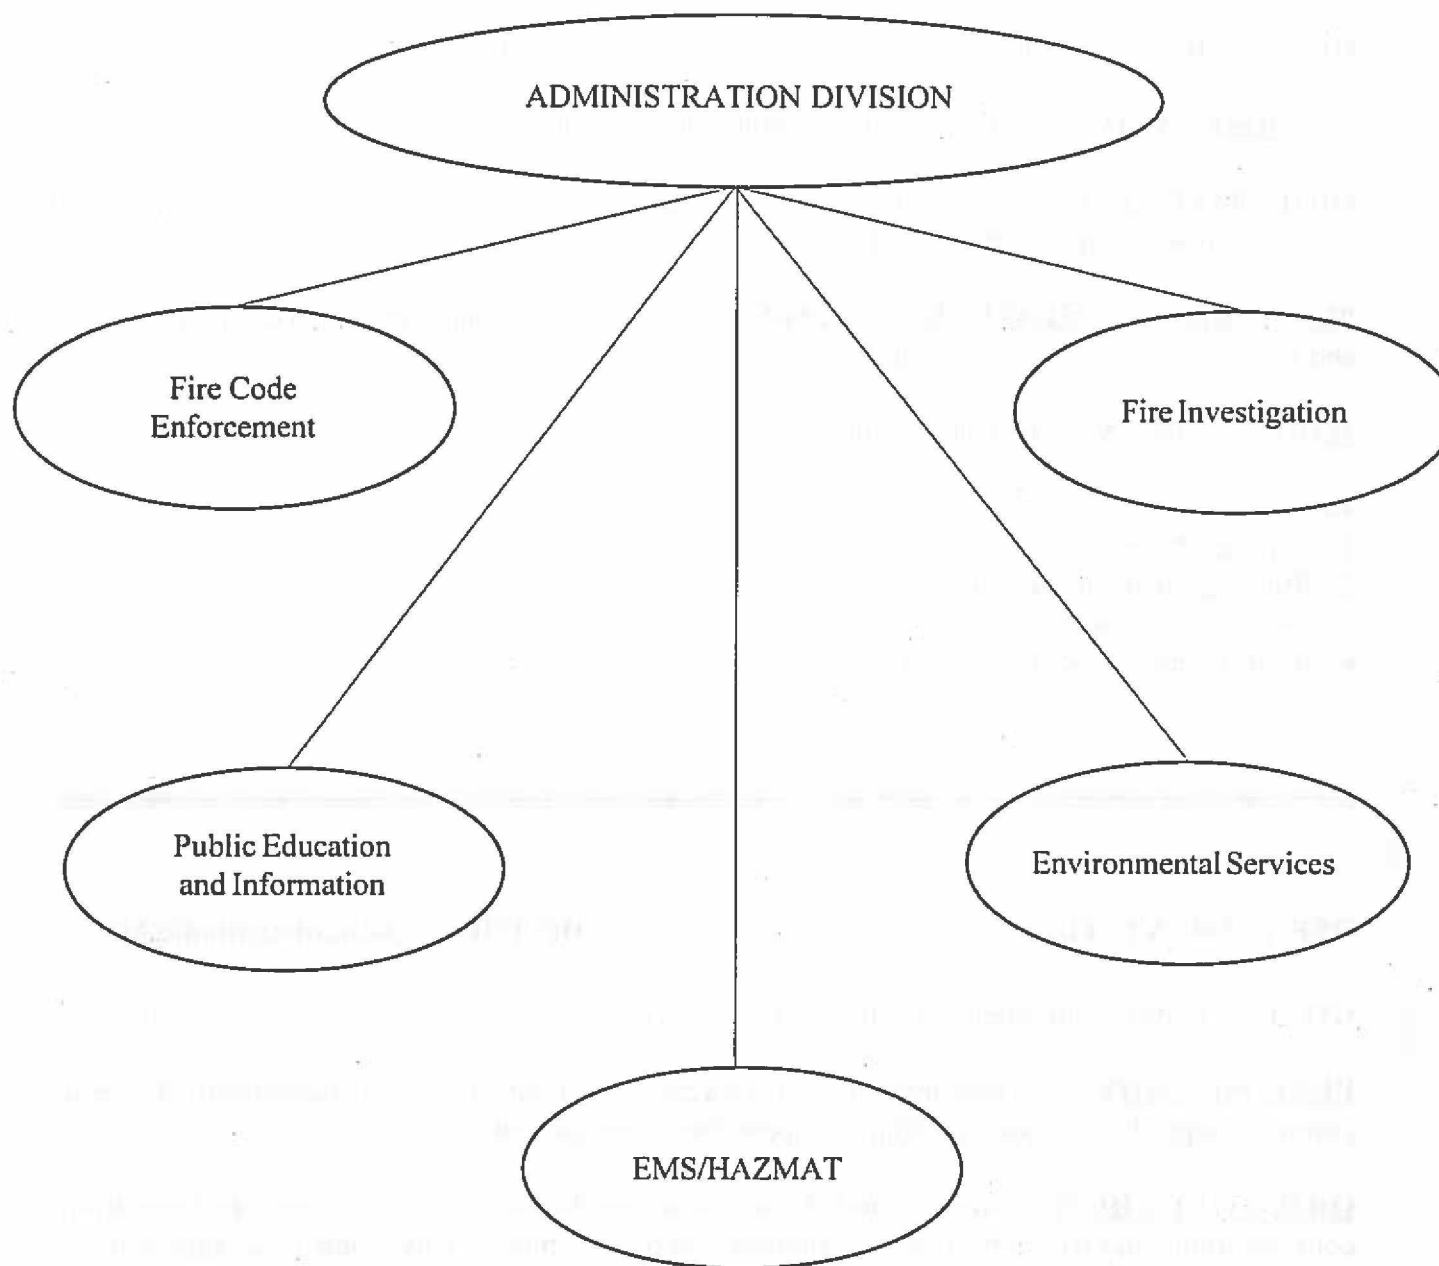 ADMINISTRATION DIVISION
Fire Code
Enforcement
Fire Investigation
Public Education
and Information
Environmental Services
EMS/HAZMAT